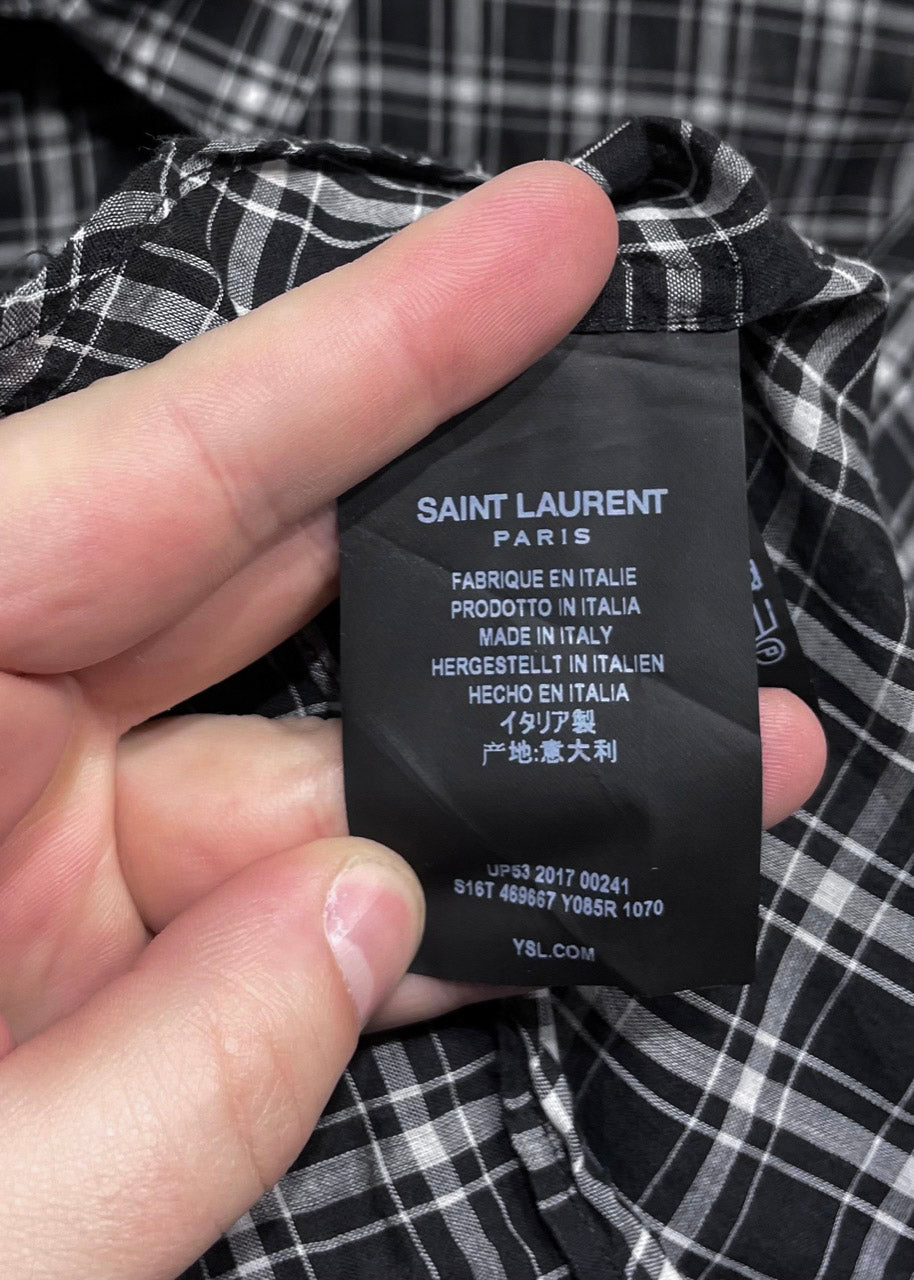 SAINT LAURENT
PARIS
FABRIQUE EN ITALIE
PRODOTTO IN ITALIA
MADE IN ITALY
HERGESTELLT IN ITALIEN
HECHO EN ITALIA
イタリア製
产地:意大利
UP53 2017 00241
S16T 469667 Y085R 1070
YSL.COM